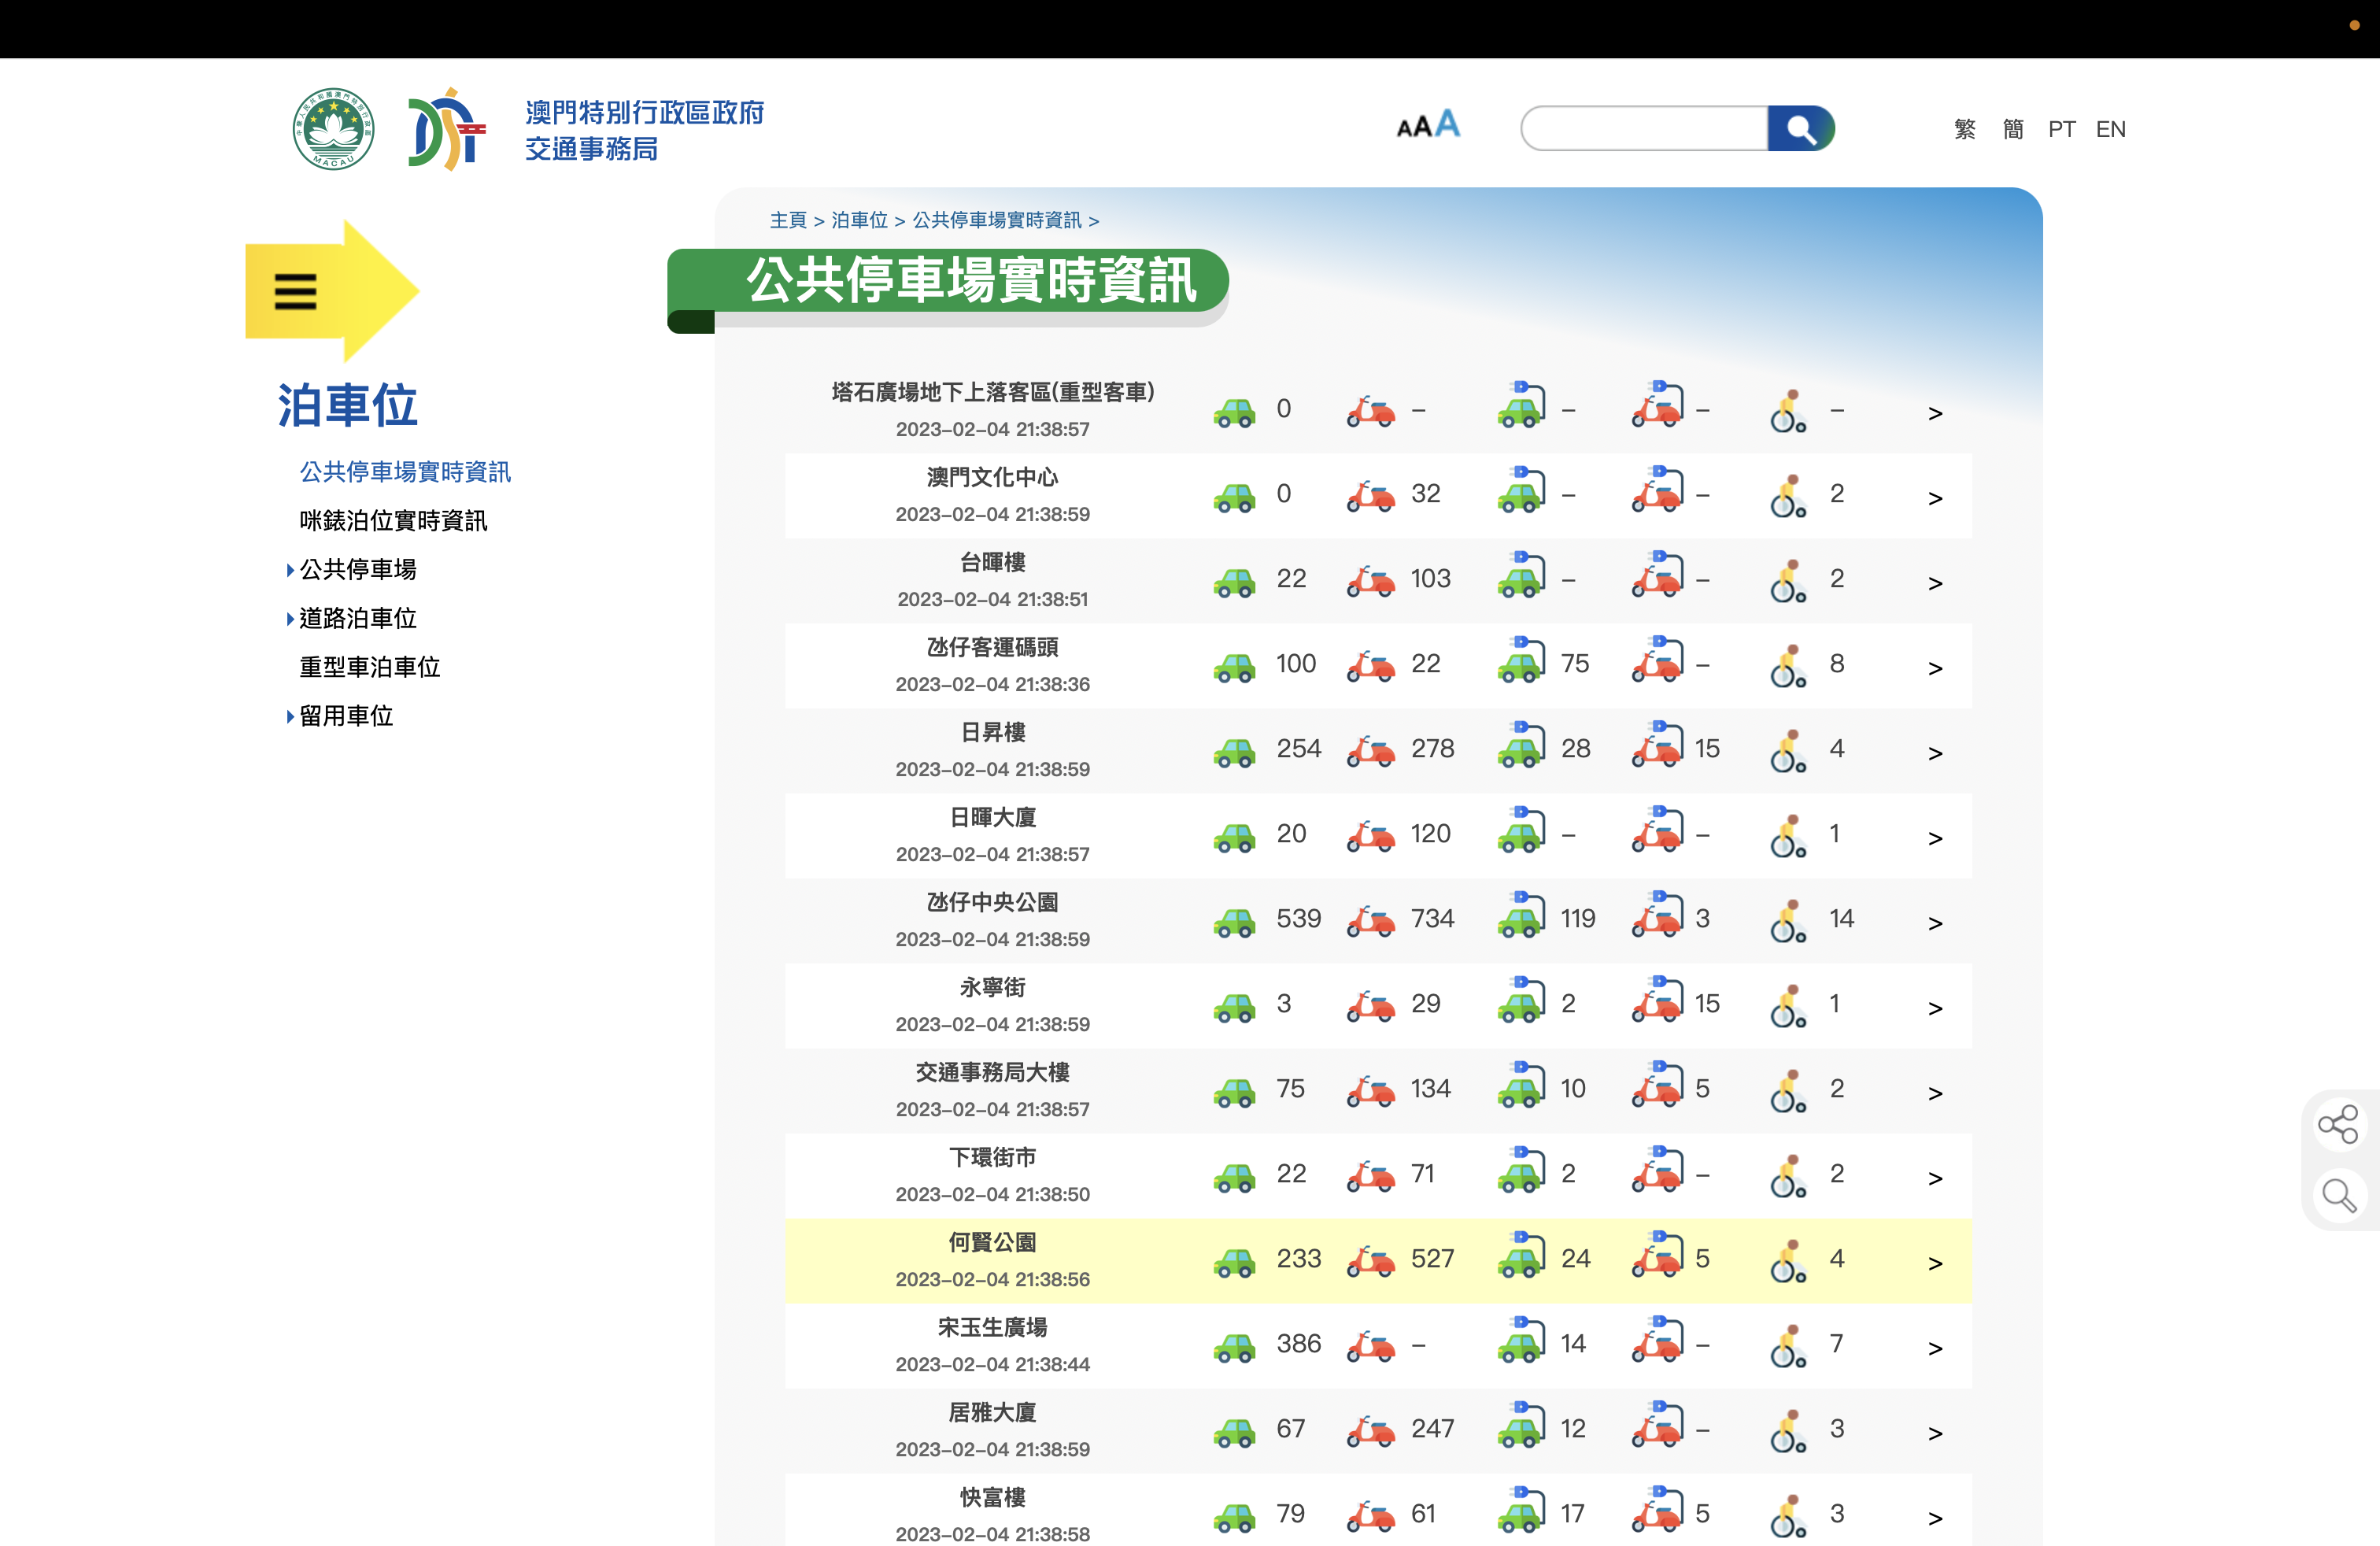 澳門特別行政區政府
交通事務局
AAA
繁 簡 PT EN
主頁 > 泊車位 > 公共停車場實時資訊 >
公共停車場實時資訊
泊車位
公共停車場實時資訊
咪錶泊位實時資訊
公共停車場
道路泊車位
重型車泊車位
留用車位
塔石廣場地下上落客區(重型客車) 0 – – – – >
2023–02–04 21:38:57
澳門文化中心 0 32 – – 2 >
2023–02–04 21:38:59
台暉樓 22 103 – – 2 >
2023–02–04 21:38:51
氹仔客運碼頭 100 22 75 – 8 >
2023–02–04 21:38:36
日昇樓 254 278 28 15 4 >
2023–02–04 21:38:59
日暉大廈 20 120 – – 1 >
2023–02–04 21:38:57
氹仔中央公園 539 734 119 3 14 >
2023–02–04 21:38:59
永寧街 3 29 2 15 1 >
2023–02–04 21:38:59
交通事務局大樓 75 134 10 5 2 >
2023–02–04 21:38:57
下環街市 22 71 2 – 2 >
2023–02–04 21:38:50
何賢公園 233 527 24 5 4 >
2023–02–04 21:38:56
宋玉生廣場 386 – 14 – 7 >
2023–02–04 21:38:44
居雅大廈 67 247 12 – 3 >
2023–02–04 21:38:59
快富樓 79 61 17 5 3 >
2023–02–04 21:38:58